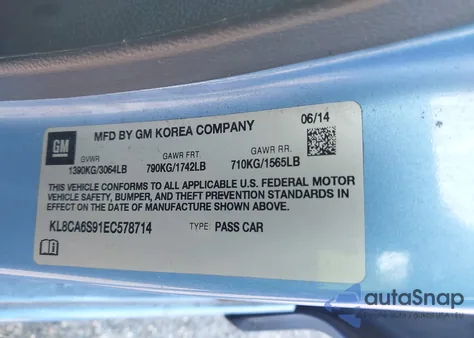 MFD BY GM KOREA COMPANY
06/14
GM
GVWR
GAWR FRT.
GAWR RR.
1390KG/3064LB
790KG/1742LB
710KG/1565LB
THIS VEHICLE CONFORMS TO ALL APPLICABLE U.S. FEDERAL MOTOR
VEHICLE SAFETY, BUMPER, AND THEFT PREVENTION STANDARDS IN
EFFECT ON THE DATE OF MANUFACTURE SHOWN ABOVE.
KL8CA6S91EC578714
TYPE: PASS CAR
autoSnap